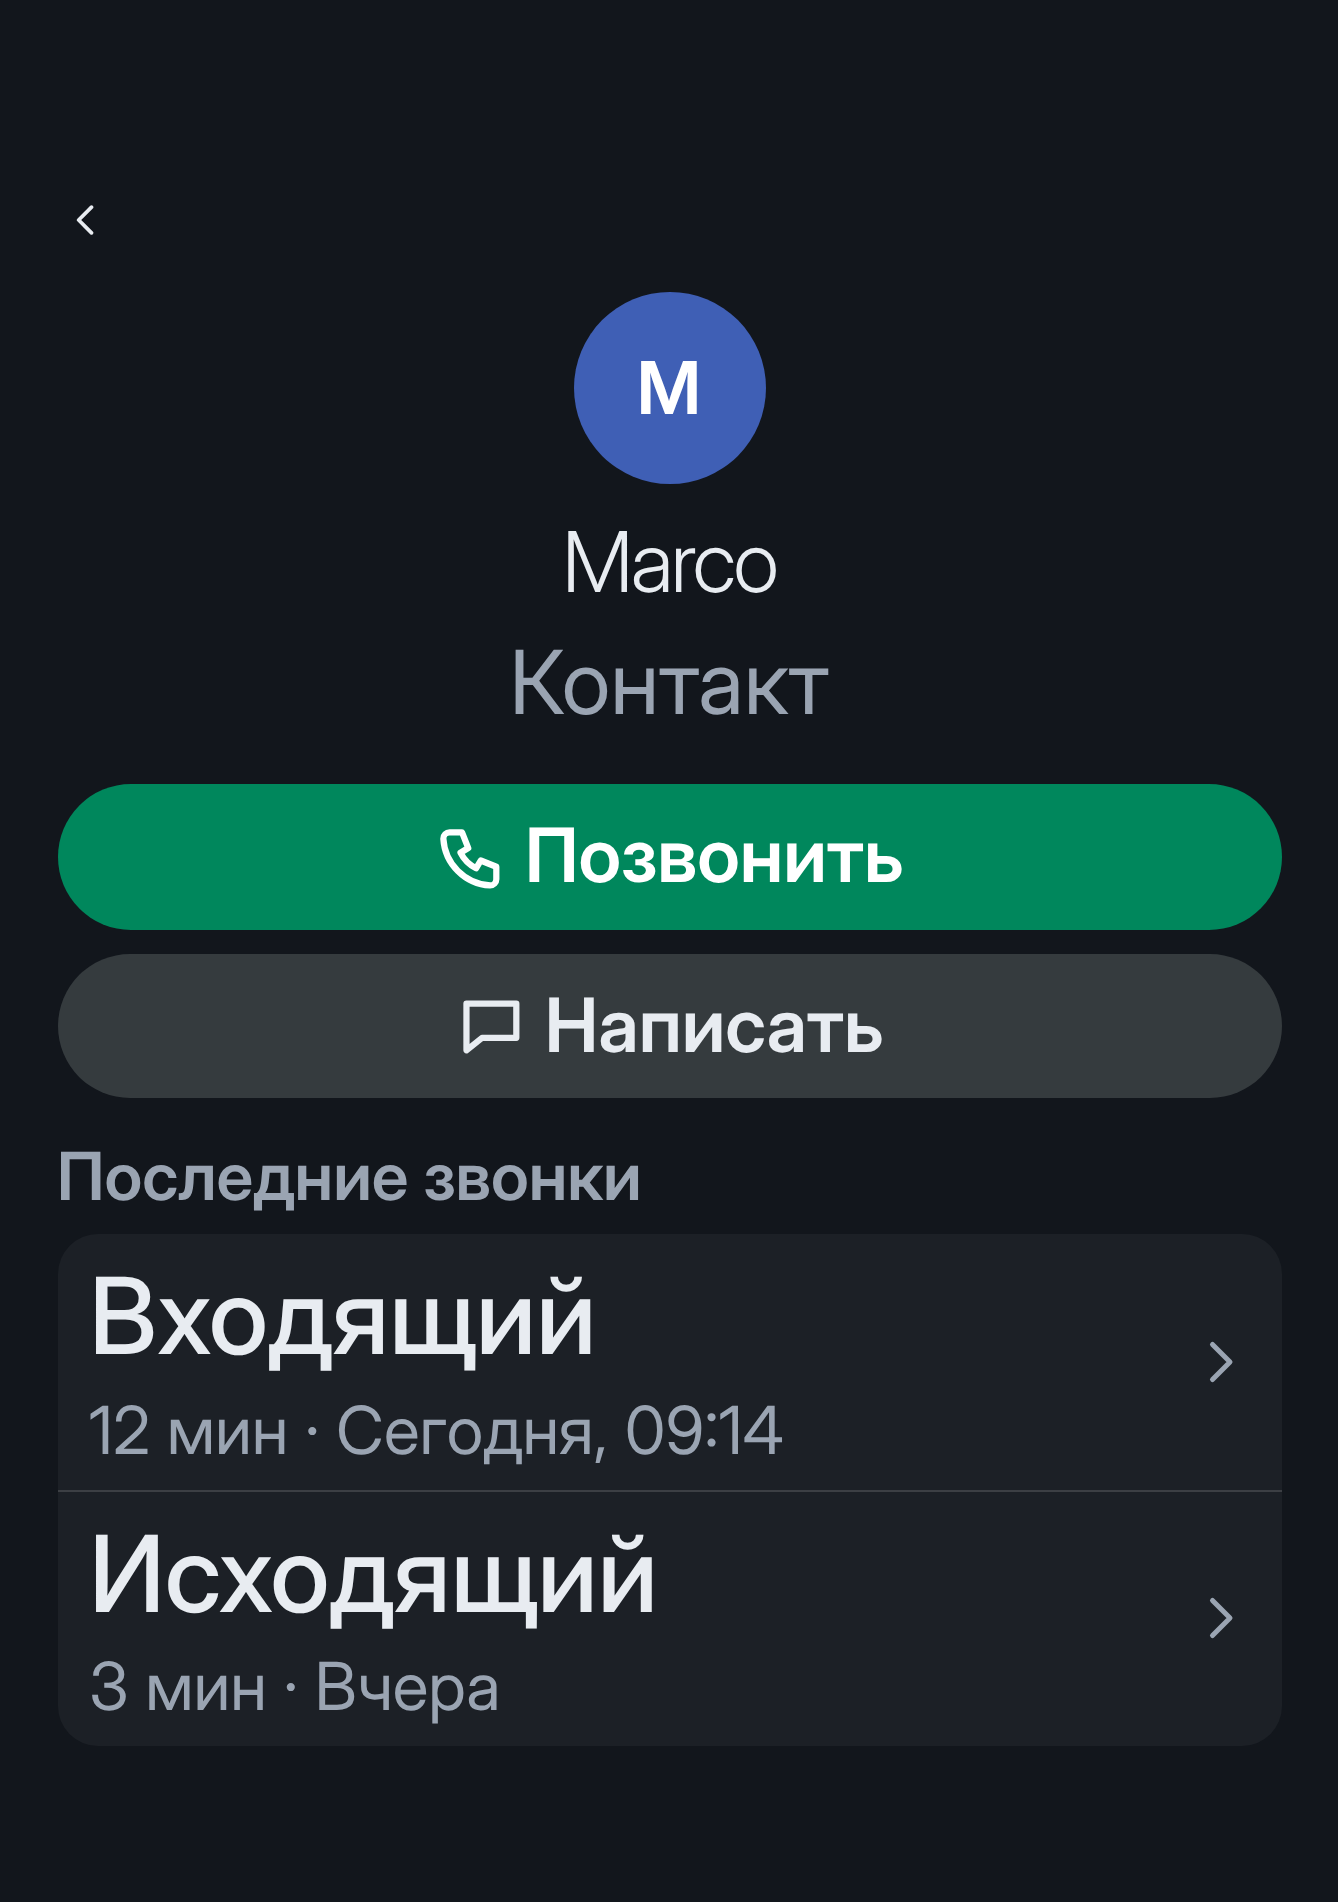 M
Marco
Контакт
Позвонить
Написать
Последние звонки
Входящий
12 мин · Сегодня, 09:14
Исходящий
3 мин · Вчера